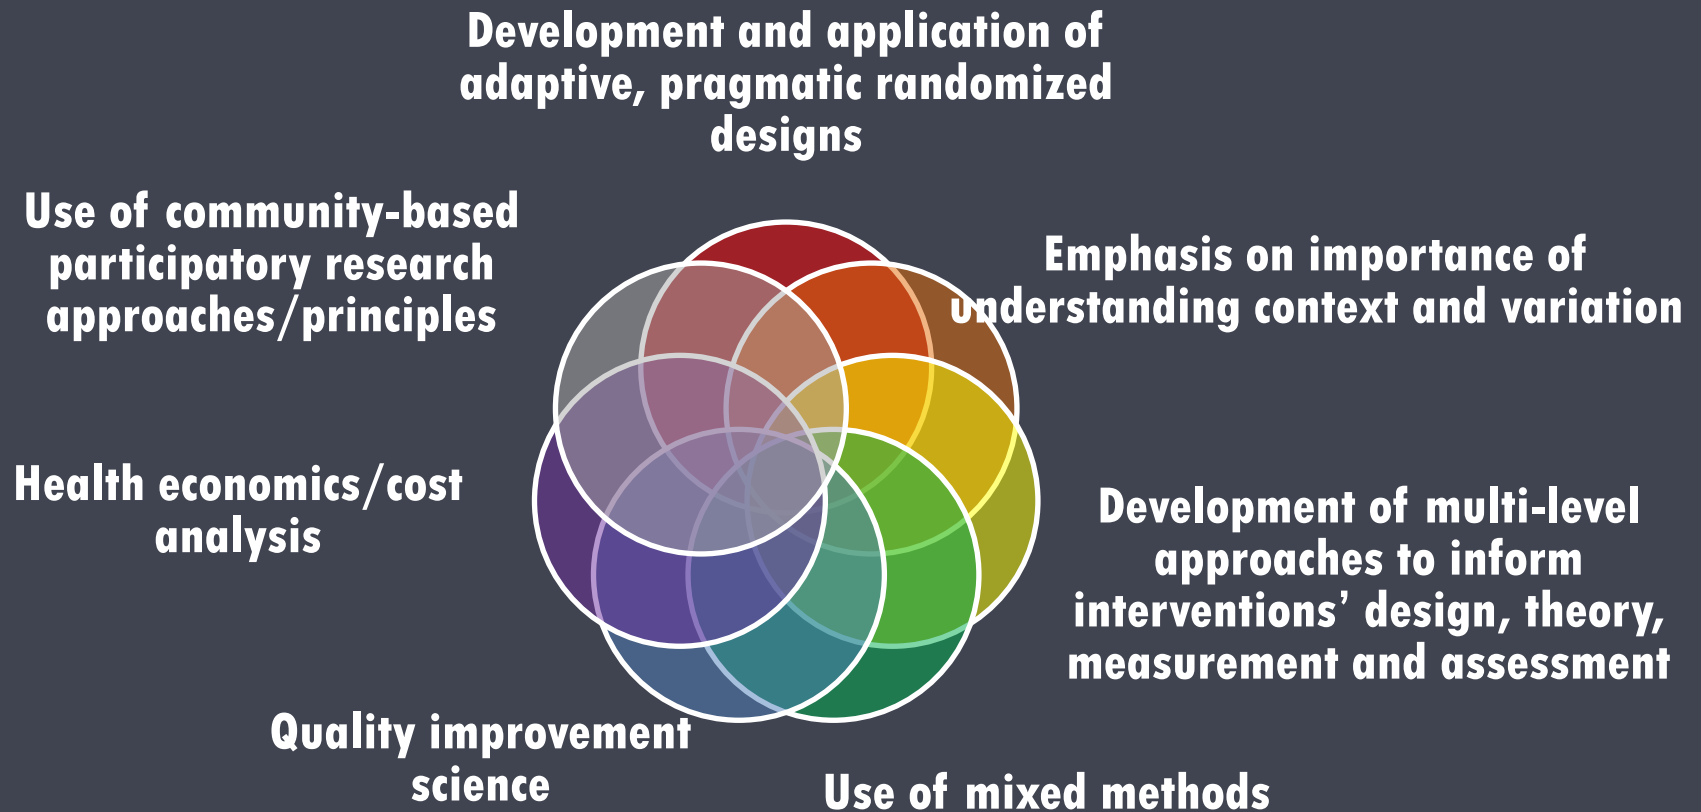 Development and application of
adaptive, pragmatic randomized
designs
Use of community-based
participatory research
approaches/principles
Emphasis on importance of
understanding context and variation
Health economics/cost
analysis
Development of multi-level
approaches to inform
interventions’ design, theory,
measurement and assessment
Quality improvement
science
Use of mixed methods